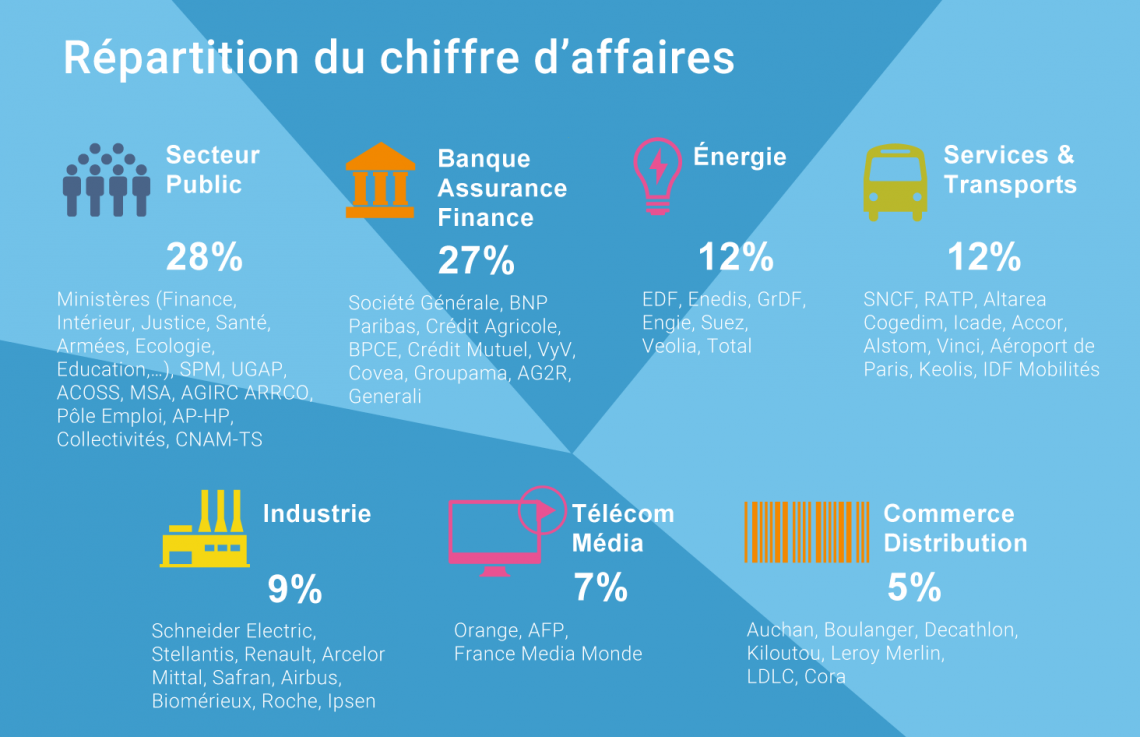 Répartition du chiffre d’affaires
Secteur
Public
28%
Ministères (Finance,
Intérieur, Justice, Santé,
Armées, Ecologie,
Education,...), SPM, UGAP,
ACOSS, MSA, AGIRC ARRCO,
Pôle Emploi, AP-HP,
Collectivités, CNAM-TS
Banque
Assurance
Finance
27%
Société Générale, BNP
Paribas, Crédit Agricole,
BPCE, Crédit Mutuel, VyV,
Covea, Groupama, AG2R,
Generali
Énergie
12%
EDF, Enedis, GrDF,
Engie, Suez,
Veolia, Total
Services &
Transports
12%
SNCF, RATP, Altarea
Cogedim, Icade, Accor,
Alstom, Vinci, Aéroport de
Paris, Keolis, IDF Mobilités
Industrie
9%
Schneider Electric,
Stellantis, Renault, Arcelor
Mittal, Safran, Airbus,
Biomérieux, Roche, Ipsen
Télécom
Média
7%
Orange, AFP,
France Media Monde
Commerce
Distribution
5%
Auchan, Boulanger, Decathlon,
Kiloutou, Leroy Merlin,
LDLC, Cora